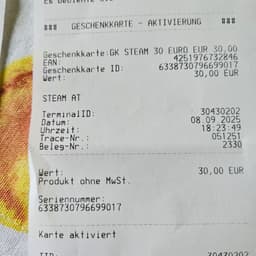 ### GESCHENKKARTE - AKTIVIERUNG ###
Geschenkkarte:GK STEAM 30 EURO EUR 30,00
EAN: 4251976732846
Geschenkkarte ID: 6338730796699017
Wert: 30,00 EUR
STEAM AT
TerminalID: 30430202
Datum: 08.09.2025
Uhrzeit: 18:23:49
Trace-Nr.: 051251
Beleg-Nr.: 2330
Wert: 30,00 EUR
Produkt ohne MwSt.
Seriennummer:
6338730796699017
Karte aktiviert
30430202